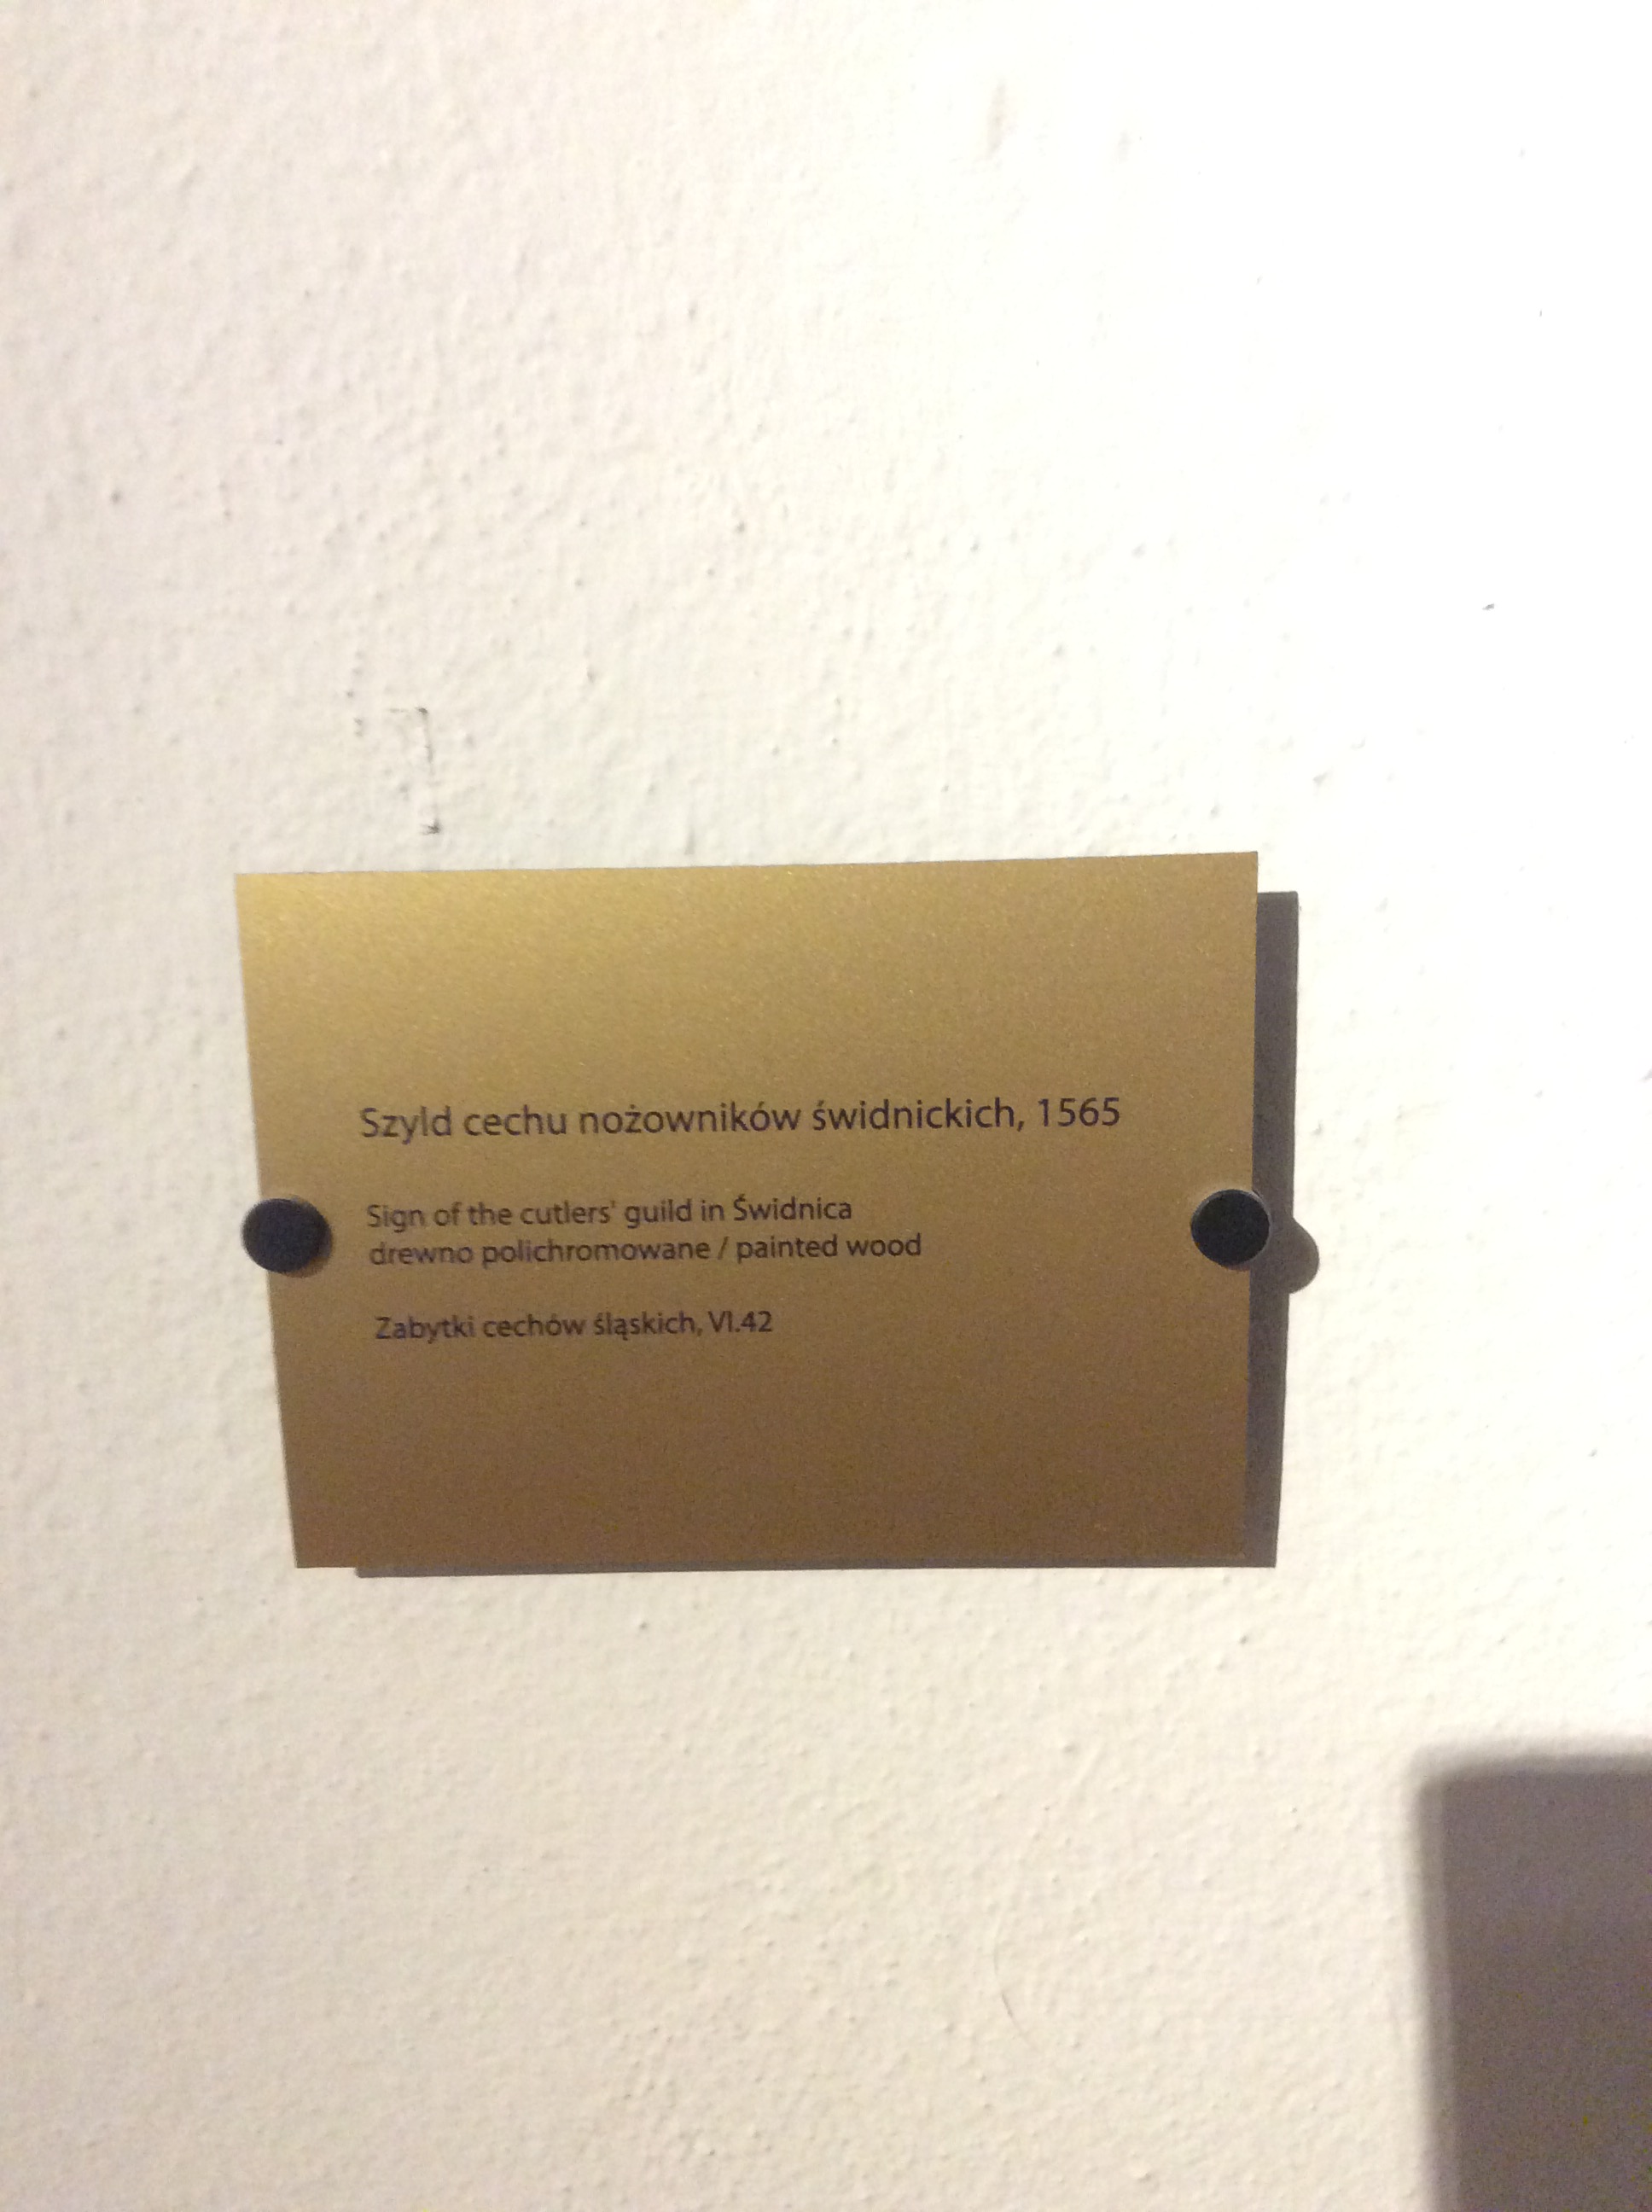 Szyld cechu nożowników świdnickich, 1565
Sign of the cutlers' guild in Świdnica
drewno polichromowane / painted wood
Zabytki cechów śląskich, VI.42